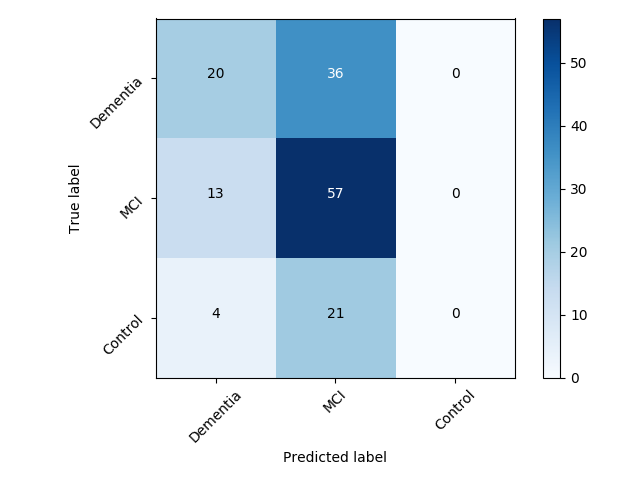 Dementia 20 36 0
MCI 13 57 0
Control 4 21 0
True label
Dementia MCI Control
Predicted label
50
40
30
20
10
0